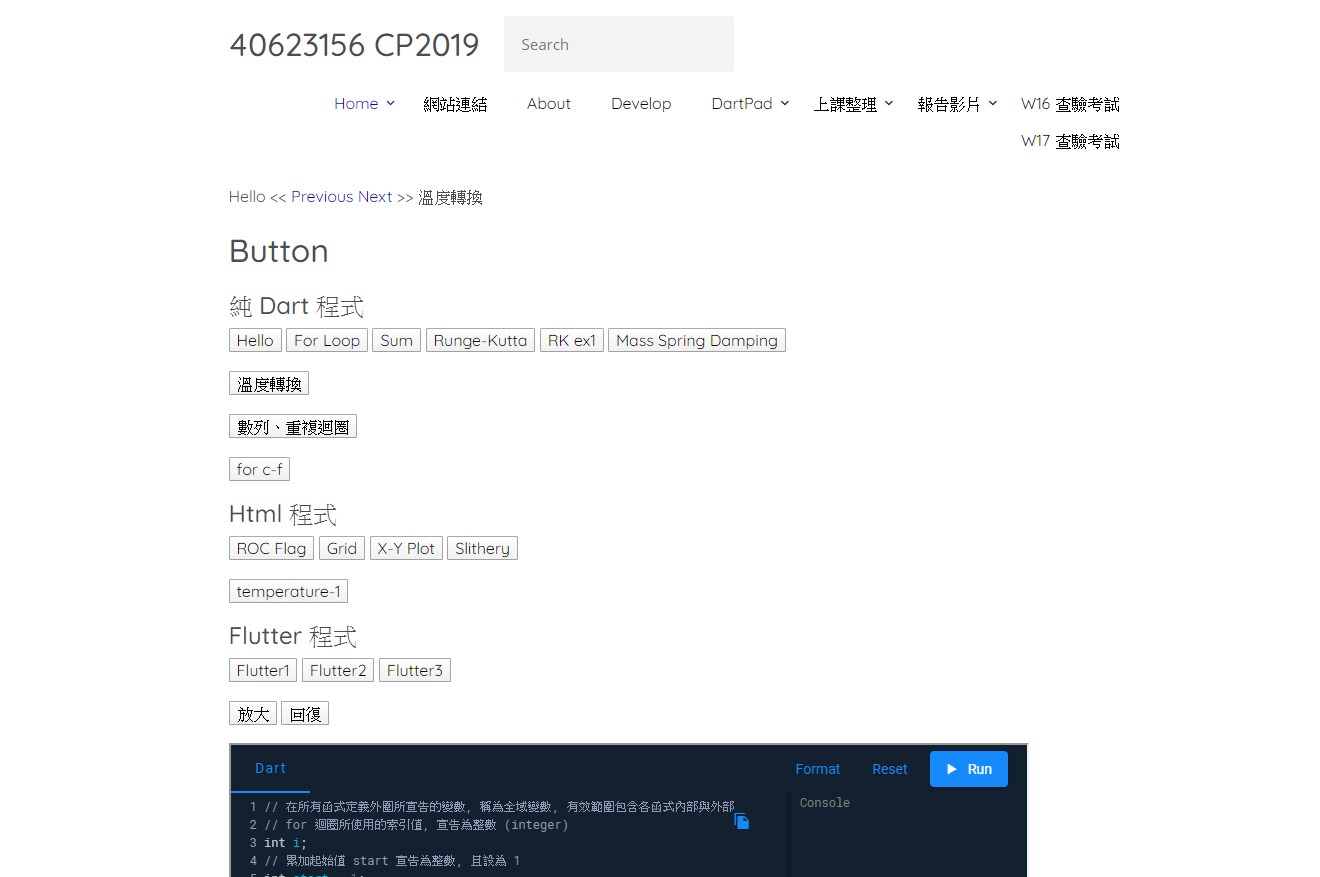 40623156 CP2019 Search
Home 網站連結 About Develop DartPad 上課整理 報告影片 W16 查驗考試
W17 查驗考試
Hello << Previous Next >> 溫度轉換
Button
純 Dart 程式
Hello For Loop Sum Runge-Kutta RK ex1 Mass Spring Damping
溫度轉換
數列、重複迴圈
for c-f
Html 程式
ROC Flag Grid X-Y Plot Slithery
temperature-1
Flutter 程式
Flutter1 Flutter2 Flutter3
放大 回復
Dart Format Reset Run
Console
1 // 在所有函式定義外圍所宣告的變數, 稱為全域變數, 有效範圍包含各函式內部與外部
2 // for 迴圈所使用的索引值, 宣告為整數 (integer)
3 int i;
4 // 累加起始值 start 宣告為整數, 且設為 1